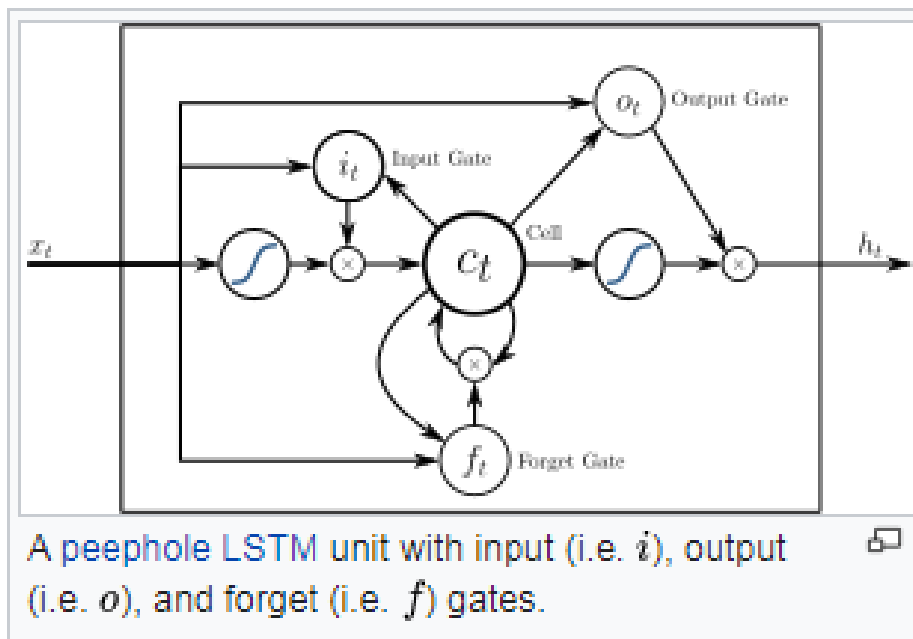 o_t Output Gate
i_t Input Gate
x_t
Cell
c_t
h_t
×
×
×
f_t Forget Gate
A peephole LSTM unit with input (i.e. i), output
(i.e. o), and forget (i.e. f) gates.